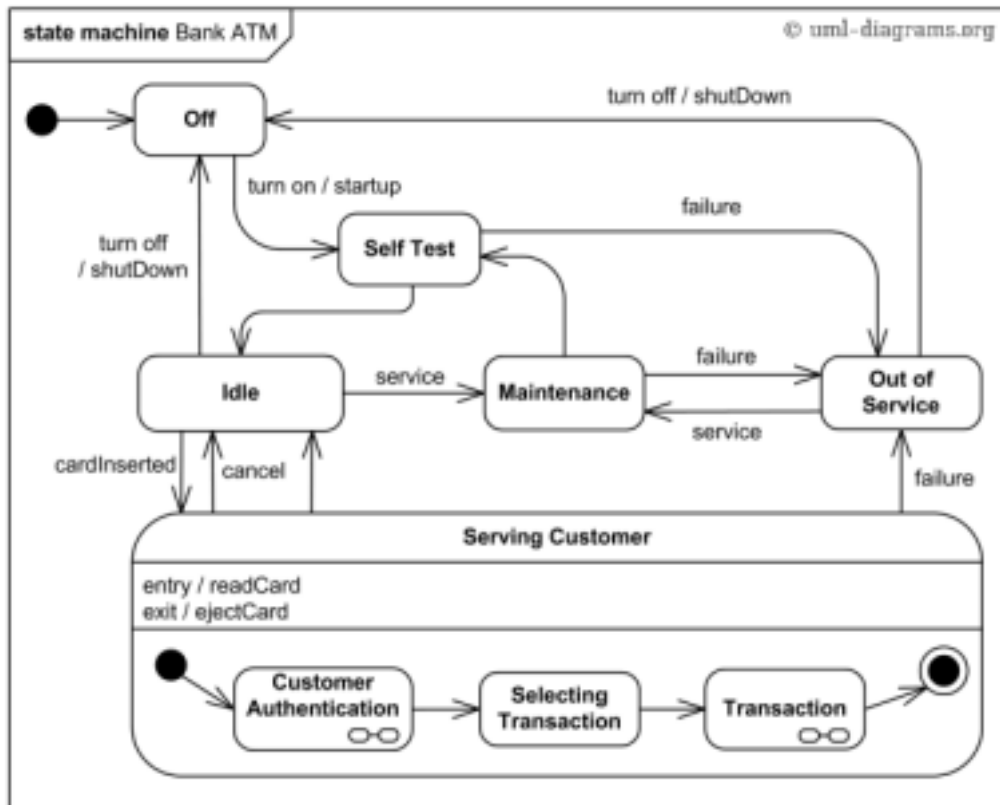 state machine Bank ATM
© uml-diagrams.org
Off
turn off / shutDown
turn on / startup
failure
turn off
/ shutDown
Self Test
Idle
service
Maintenance
failure
service
Out of
Service
cardInserted
cancel
failure
Serving Customer
entry / readCard
exit / ejectCard
Customer
Authentication
Selecting
Transaction
Transaction